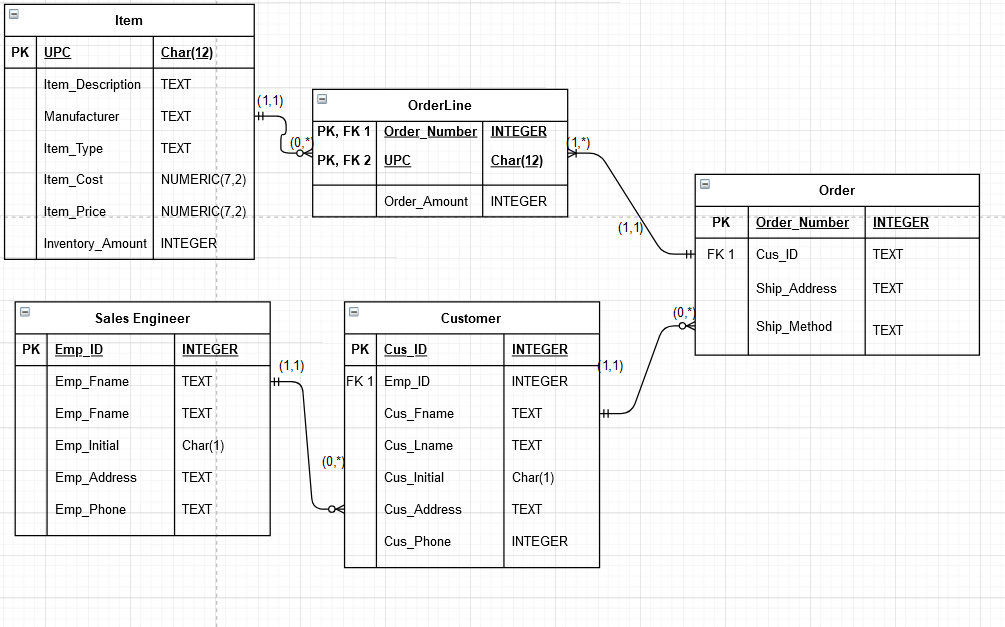 Item
PK UPC Char(12)
Item_Description TEXT
Manufacturer TEXT
Item_Type TEXT
Item_Cost NUMERIC(7,2)
Item_Price NUMERIC(7,2)
Inventory_Amount INTEGER
(1,1)
(0,*)
OrderLine
PK, FK 1 Order_Number INTEGER
PK, FK 2 UPC Char(12)
Order_Amount INTEGER
(1,*)
(1,1)
Order
PK Order_Number INTEGER
FK 1 Cus_ID TEXT
Ship_Address TEXT
Ship_Method TEXT
(0,*)
(1,1)
Sales Engineer
PK Emp_ID INTEGER
Emp_Fname TEXT
Emp_Fname TEXT
Emp_Initial Char(1)
Emp_Address TEXT
Emp_Phone TEXT
(1,1)
(0,*)
Customer
PK Cus_ID INTEGER
FK 1 Emp_ID INTEGER
Cus_Fname TEXT
Cus_Lname TEXT
Cus_Initial Char(1)
Cus_Address TEXT
Cus_Phone INTEGER